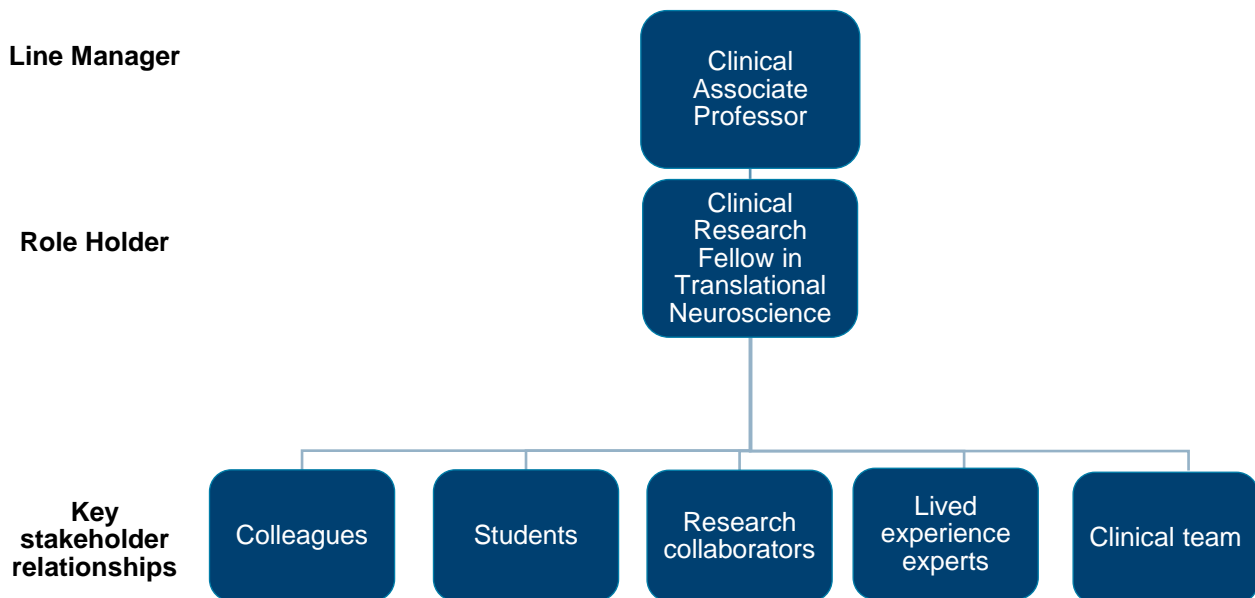 Line Manager
Clinical
Associate
Professor
Role Holder
Clinical
Research
Fellow in
Translational
Neuroscience
Key
stakeholder
relationships
Colleagues
Students
Research
collaborators
Lived
experience
experts
Clinical team